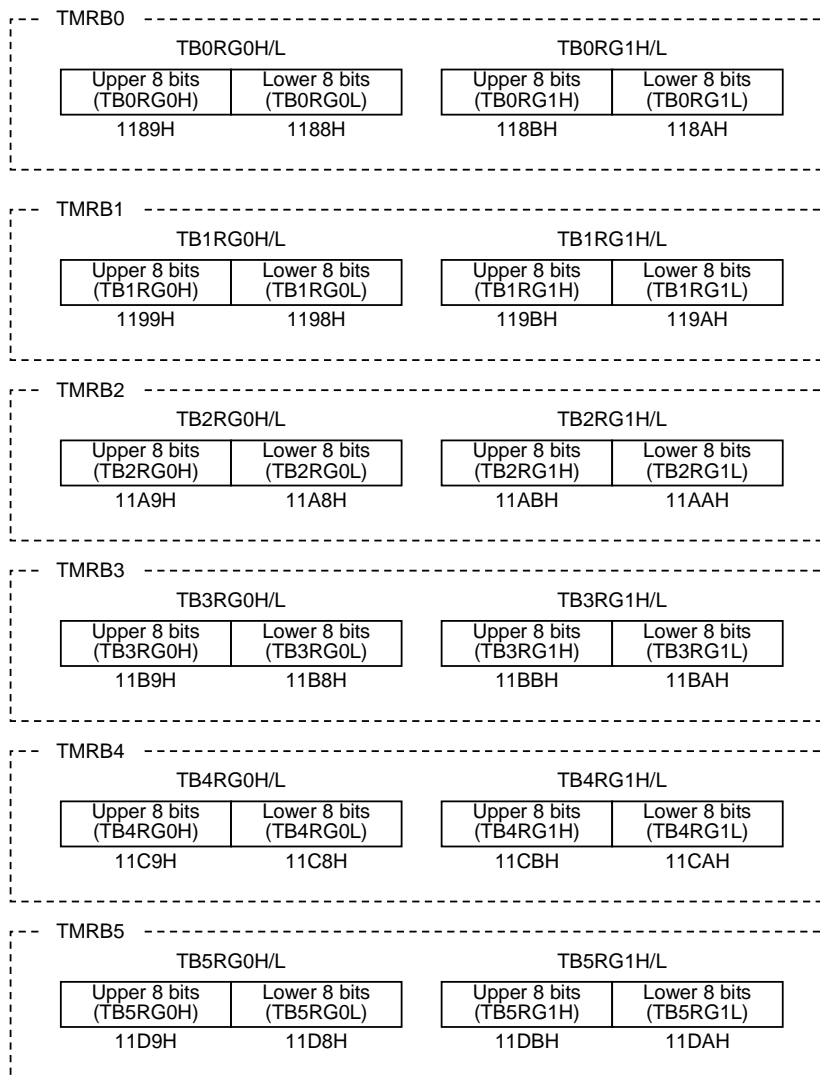 TMRB0
TB0RG0H/L TB0RG1H/L
Upper 8 bits Lower 8 bits Upper 8 bits Lower 8 bits
(TB0RG0H) (TB0RG0L) (TB0RG1H) (TB0RG1L)
1189H 1188H 118BH 118AH
TMRB1
TB1RG0H/L TB1RG1H/L
Upper 8 bits Lower 8 bits Upper 8 bits Lower 8 bits
(TB1RG0H) (TB1RG0L) (TB1RG1H) (TB1RG1L)
1199H 1198H 119BH 119AH
TMRB2
TB2RG0H/L TB2RG1H/L
Upper 8 bits Lower 8 bits Upper 8 bits Lower 8 bits
(TB2RG0H) (TB2RG0L) (TB2RG1H) (TB2RG1L)
11A9H 11A8H 11ABH 11AAH
TMRB3
TB3RG0H/L TB3RG1H/L
Upper 8 bits Lower 8 bits Upper 8 bits Lower 8 bits
(TB3RG0H) (TB3RG0L) (TB3RG1H) (TB3RG1L)
11B9H 11B8H 11BBH 11BAH
TMRB4
TB4RG0H/L TB4RG1H/L
Upper 8 bits Lower 8 bits Upper 8 bits Lower 8 bits
(TB4RG0H) (TB4RG0L) (TB4RG1H) (TB4RG1L)
11C9H 11C8H 11CBH 11CAH
TMRB5
TB5RG0H/L TB5RG1H/L
Upper 8 bits Lower 8 bits Upper 8 bits Lower 8 bits
(TB5RG0H) (TB5RG0L) (TB5RG1H) (TB5RG1L)
11D9H 11D8H 11DBH 11DAH